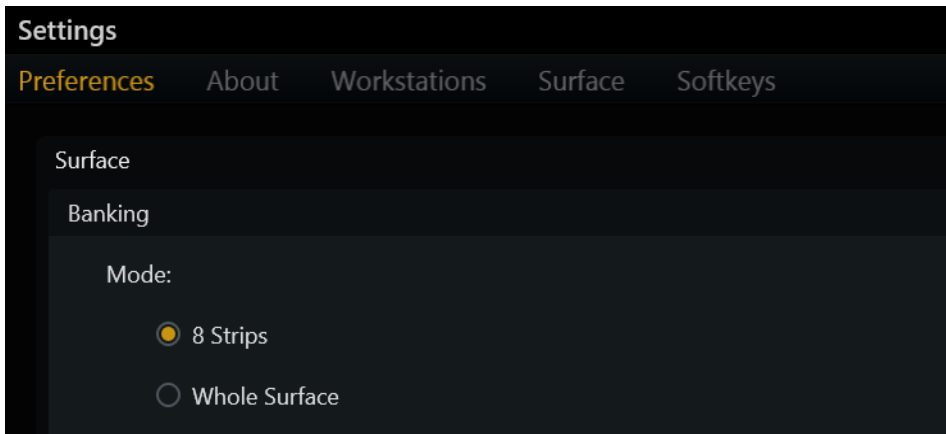 Settings
Preferences About Workstations Surface Softkeys
Surface
Banking
Mode:
8 Strips
Whole Surface